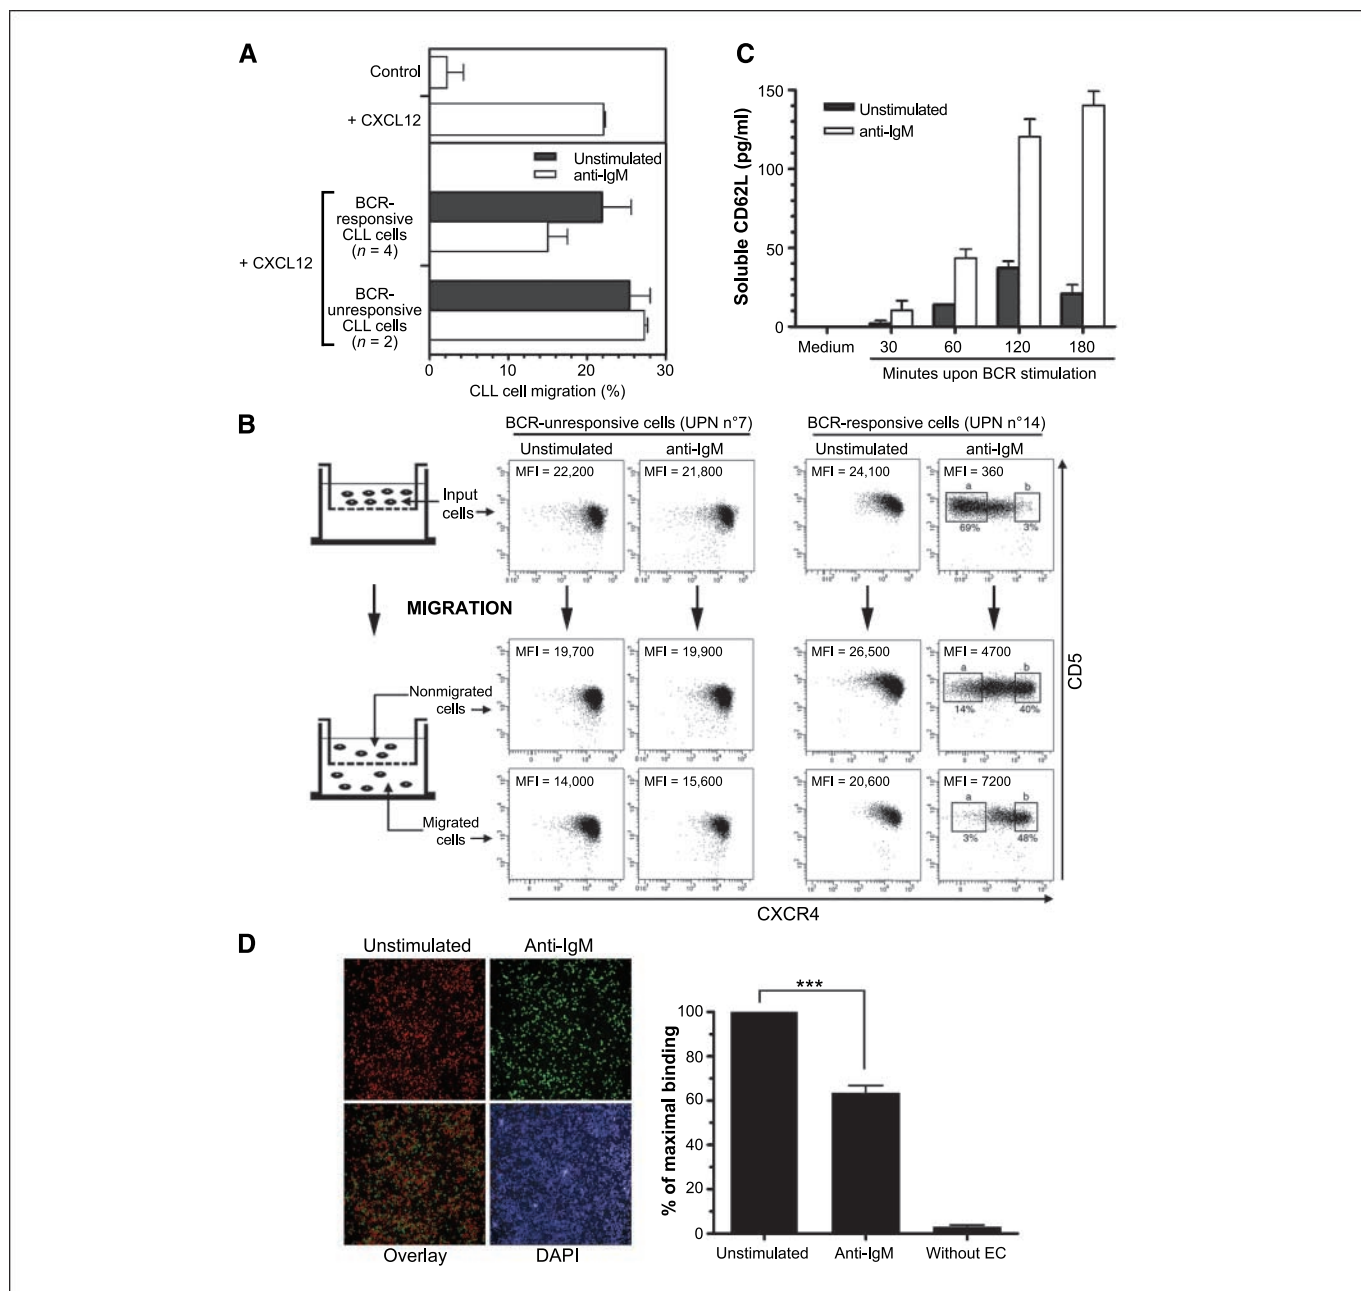 A
Control
+ CXCL12
Unstimulated
anti-IgM
BCR-
responsive
CLL cells
(n = 4)
+ CXCL12
BCR-
unresponsive
CLL cells
(n = 2)
0 10 20 30
CLL cell migration (%)
C
Soluble CD62L (pg/ml)
150
100
50
0
Unstimulated
anti-IgM
Medium 30 60 120 180
Minutes upon BCR stimulation
B
BCR-unresponsive cells (UPN n°7) BCR-responsive cells (UPN n°14)
Unstimulated anti-IgM Unstimulated anti-IgM
Input
cells
MFI = 22,200 MFI = 21,800 MFI = 24,100 MFI = 360
a b
69% 3%
MIGRATION
Nonmigrated
cells
MFI = 19,700 MFI = 19,900 MFI = 26,500 MFI = 4700
a b
14% 40%
Migrated
cells
MFI = 14,000 MFI = 15,600 MFI = 20,600 MFI = 7200
a b
3% 48%
CD5
CXCR4
D
Unstimulated Anti-IgM
Overlay DAPI
% of maximal binding
100
80
60
40
20
0
***
Unstimulated Anti-IgM Without EC